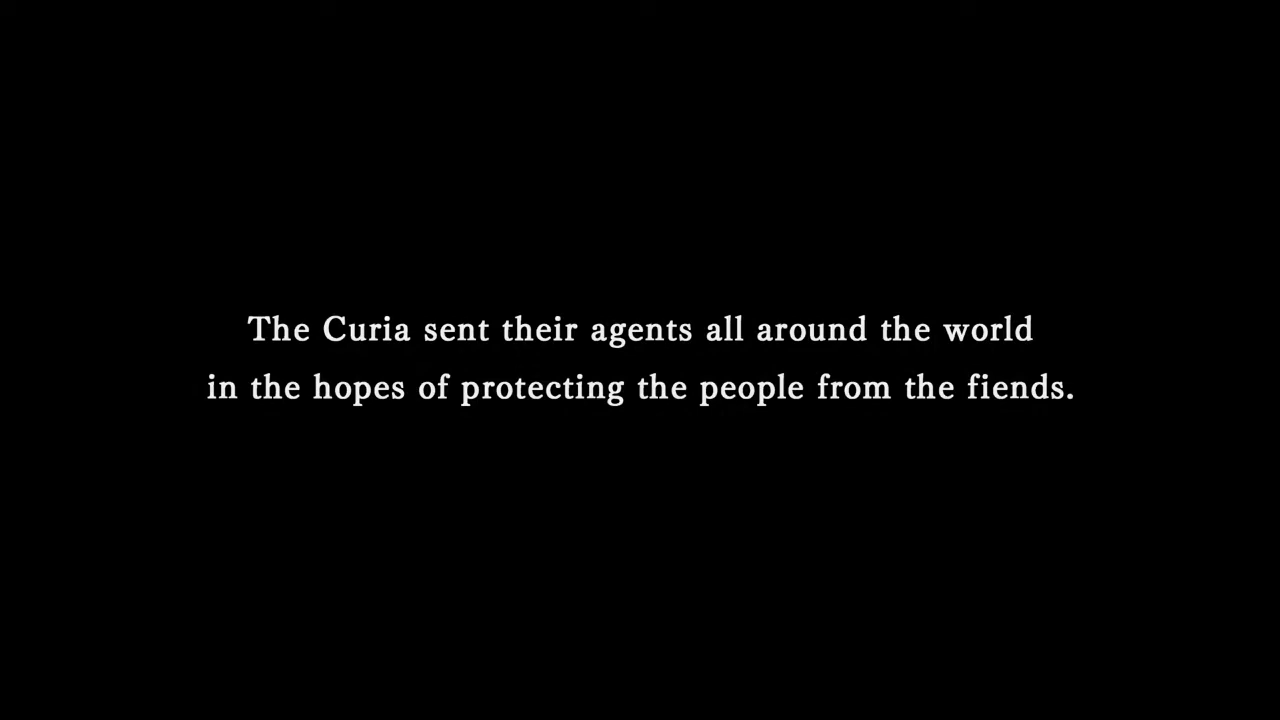 The Curia sent their agents all around the world
in the hopes of protecting the people from the fiends.